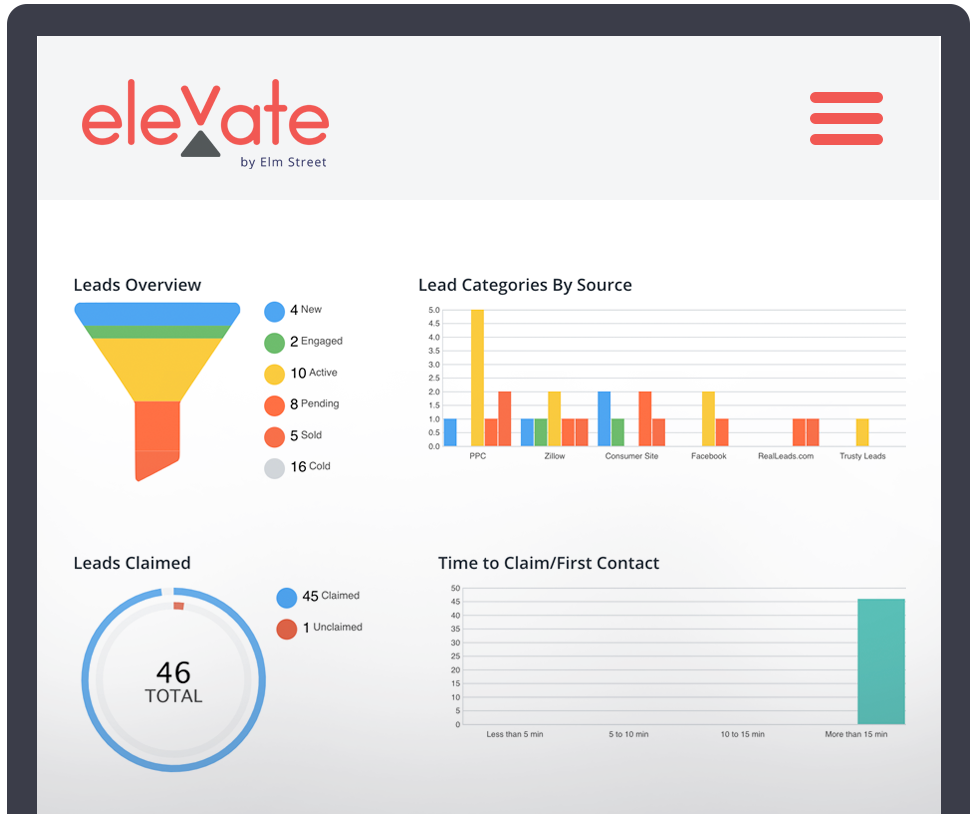 elevate
by Elm Street
Leads Overview
4 New
2 Engaged
10 Active
8 Pending
5 Sold
16 Cold
Lead Categories By Source
5.0
4.5
4.0
3.5
3.0
2.5
2.0
1.5
1.0
0.5
0.0
PPC Zillow Consumer Site Facebook RealLeads.com Trusty Leads
Leads Claimed
46
TOTAL
45 Claimed
1 Unclaimed
Time to Claim/First Contact
50
45
40
35
30
25
20
15
10
5
0
Less than 5 min 5 to 10 min 10 to 15 min More than 15 min